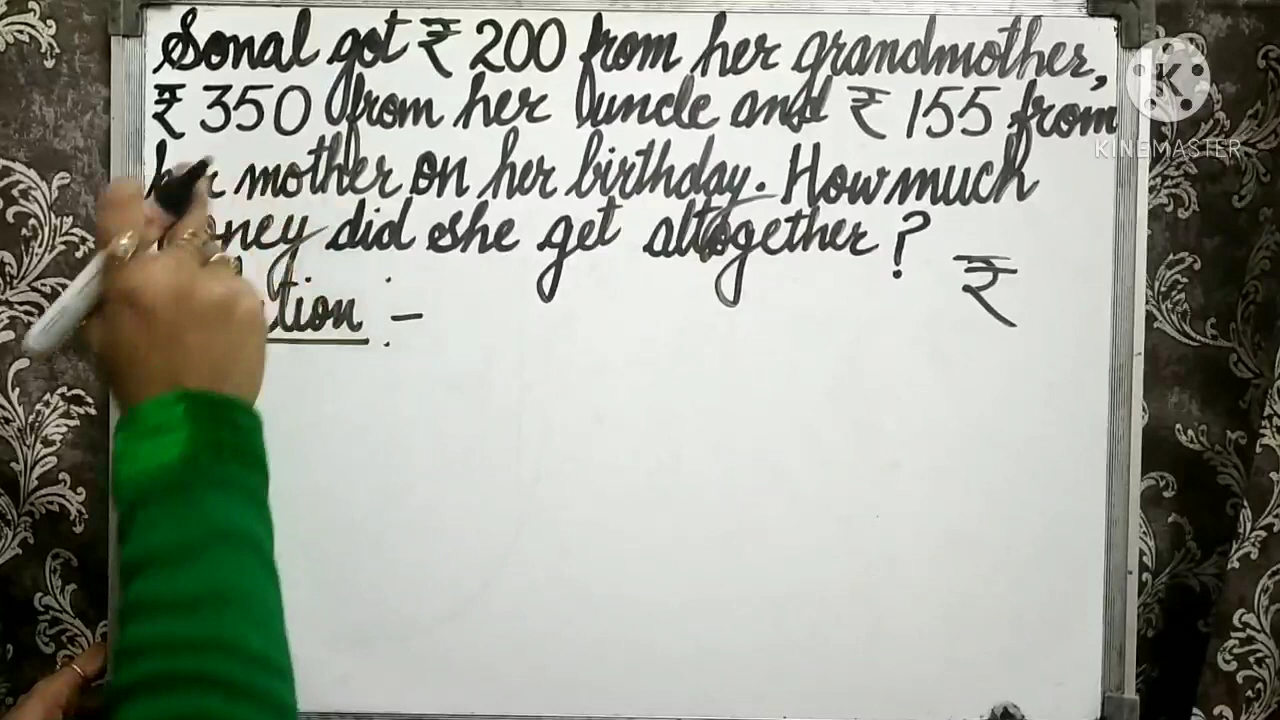 Sonal got ₹ 200 from her grandmother,
₹ 350 from her uncle and ₹ 155 from
mother on her birthday. How much
did she get altogether ?
₹
:-
K
KINEMASTER